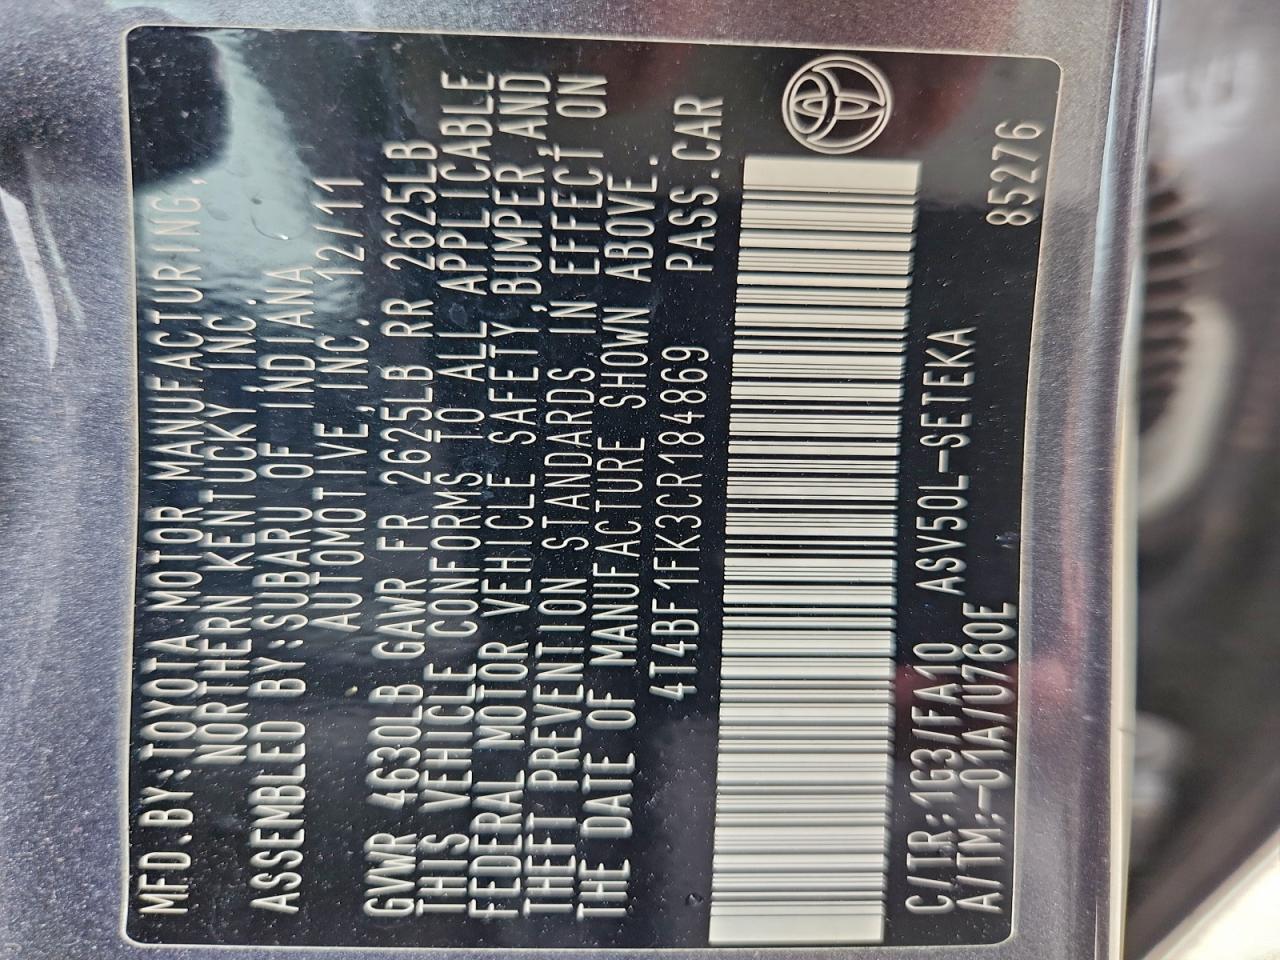 MFD.BY:TOYOTA MOTOR MANUFACTURING,
NORTHERN KENTUCKY INC.
ASSEMBLED BY:SUBARU OF INDIANA
AUTOMOTIVE,INC. 12/11
GVWR 4630LB GAWR FR 2625LB RR 2625LB
THIS VEHICLE CONFORMS TO ALL APPLICABLE
FEDERAL MOTOR VEHICLE SAFETY,BUMPER,AND
THEFT PREVENTION STANDARDS IN EFFECT ON
THE DATE OF MANUFACTURE SHOWN ABOVE.
4T4BF1FK3CR184869 PASS.CAR
C/TR:1G3/FA10 ASV50L-SETEKA
A/TM:-01A/U760E
85276